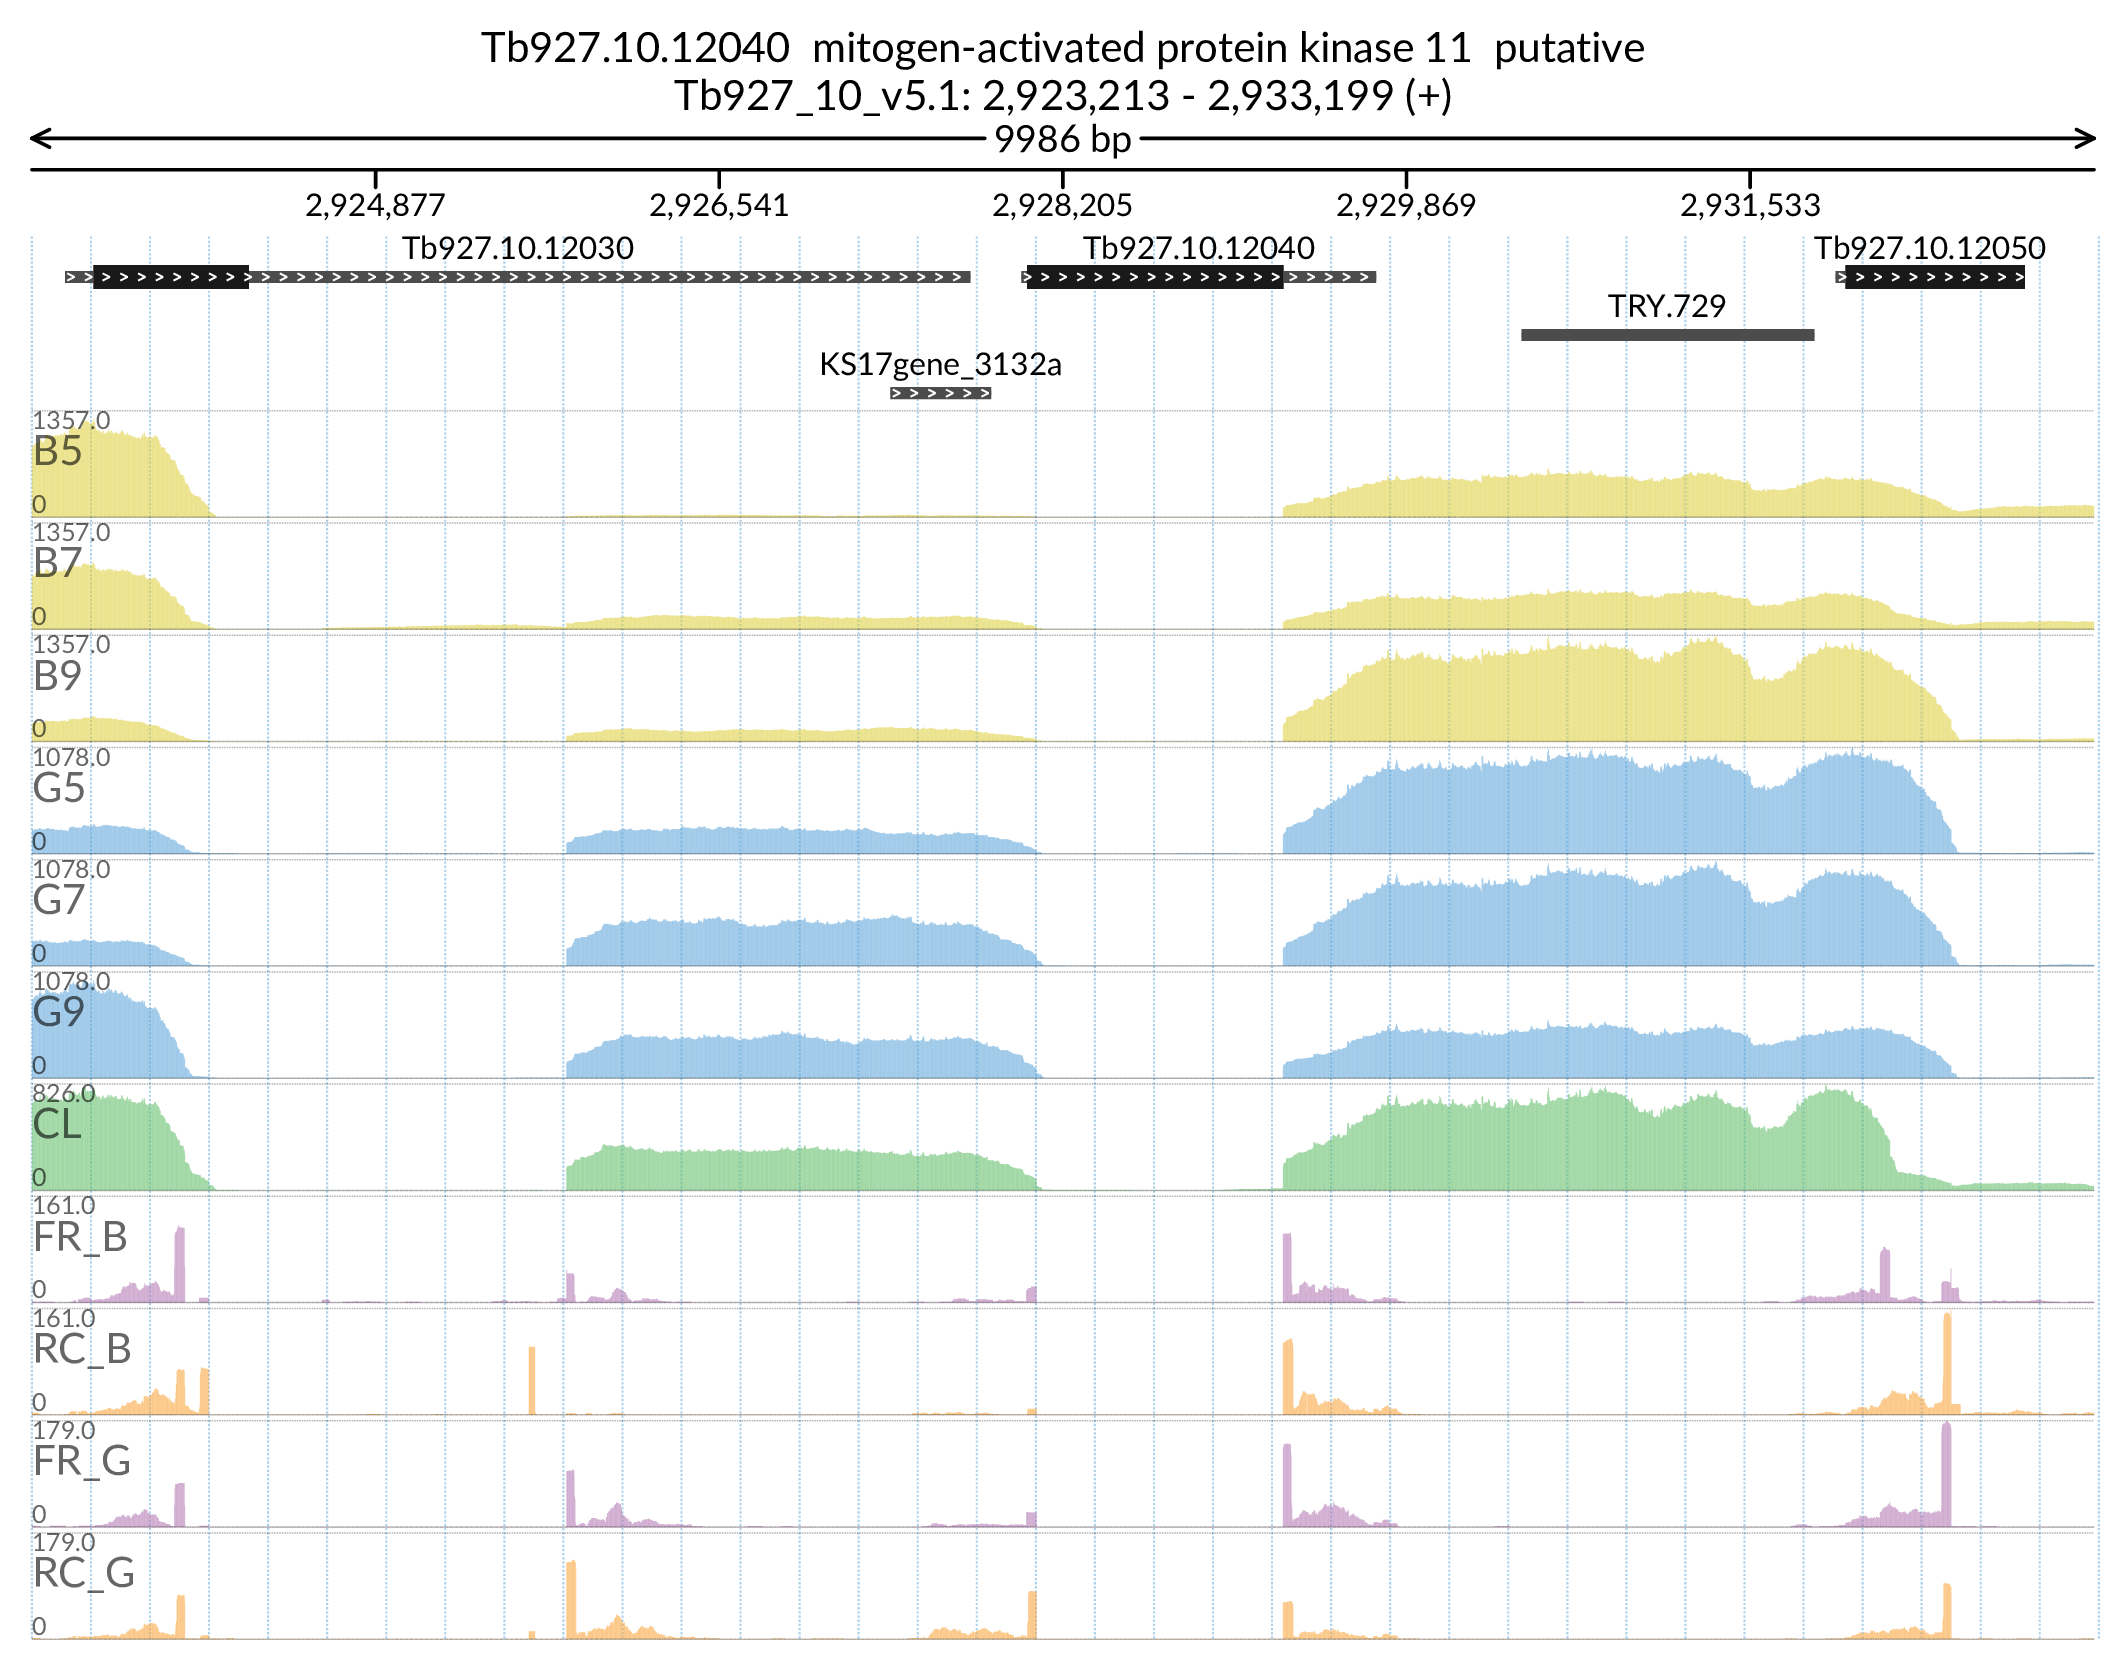 Tb927.10.12040  mitogen-activated protein kinase 11  putative
Tb927_10_v5.1: 2,923,213 - 2,933,199 (+)
9986 bp
2,924,877 2,926,541 2,928,205 2,929,869 2,931,533
Tb927.10.12030 Tb927.10.12040 Tb927.10.12050
TRY.729
KS17gene_3132a
1357.0
B5
0
1357.0
B7
0
1357.0
B9
0
1078.0
G5
0
1078.0
G7
0
1078.0
G9
0
826.0
CL
0
161.0
FR_B
0
161.0
RC_B
0
179.0
FR_G
0
179.0
RC_G
0